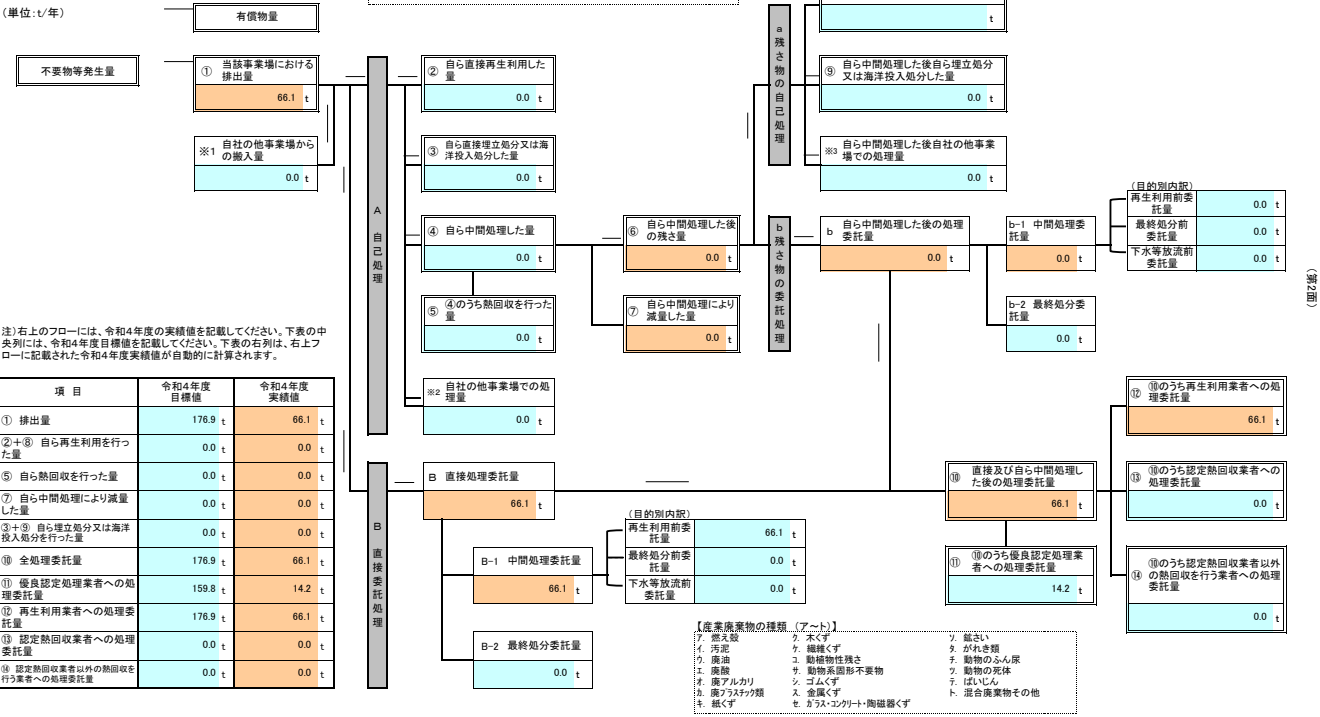 (単位:t/年)
有償物量
不要物等発生量
① 当該事業場における
排出量
66.1 t
※1 自社の他事業場から
の搬入量
0.0 t
A 自己処理
② 自ら直接再生利用した
量
0.0 t
③ 自ら直接埋立処分又は海
洋投入処分した量
0.0 t
④ 自ら中間処理した量
0.0 t
⑤ ④のうち熱回収を行った
量
0.0 t
※2 自社の他事業場での処
理量
0.0 t
⑥ 自ら中間処理した後
の残さ量
0.0 t
⑦ 自ら中間処理により
減量した量
0.0 t
a 残さ物の自己処理
t
⑨ 自ら中間処理した後自ら埋立処分
又は海洋投入処分した量
0.0 t
※3 自ら中間処理した後自社の他事業
場での処理量
0.0 t
b 残さ物の委託処理
b 自ら中間処理した後の処理
委託量
0.0 t
b-1 中間処理委
託量
0.0 t
(目的別内訳)
再生利用前委
託量 0.0 t
最終処分前
委託量 0.0 t
下水等放流前
委託量 0.0 t
b-2 最終処分委
託量
0.0 t
(第2面)
注)右上のフローには、令和4年度の実績値を記載してください。下表の中
央列には、令和4年度目標値を記載してください。下表の右列は、右上フ
ローに記載された令和4年度実績値が自動的に計算されます。
項 目 令和4年度
目標値 令和4年度
実績値
① 排出量 176.9 t 66.1 t
②+⑧ 自ら再生利用を行っ
た量 0.0 t 0.0 t
⑤ 自ら熱回収を行った量 0.0 t 0.0 t
⑦ 自ら中間処理により減量
した量 0.0 t 0.0 t
③+⑨ 自ら埋立処分又は海洋
投入処分を行った量 0.0 t 0.0 t
⑩ 全処理委託量 176.9 t 66.1 t
⑪ 優良認定処理業者への処
理委託量 159.8 t 14.2 t
⑫ 再生利用業者への処理委
託量 176.9 t 66.1 t
⑬ 認定熱回収業者への処理
委託量 0.0 t 0.0 t
⑭ 認定熱回収業者以外の熱回収を
行う業者への処理委託量 0.0 t 0.0 t
B 直接委託処理
B 直接処理委託量
66.1 t
B-1 中間処理委託量
66.1 t
(目的別内訳)
再生利用前委
託量 66.1 t
最終処分前委
託量 0.0 t
下水等放流前
委託量 0.0 t
B-2 最終処分委託量
0.0 t
⑩ 直接及び自ら中間処理し
た後の処理委託量
66.1 t
⑪ ⑩のうち優良認定処理業
者への処理委託量
14.2 t
⑫ ⑩のうち再生利用業者への処
理委託量
66.1 t
⑬ ⑩のうち認定熱回収業者への
処理委託量
0.0 t
⑭ ⑩のうち認定熱回収業者以外
の熱回収を行う業者への処理
委託量
0.0 t
【産業廃棄物の種類 (ア~ト)】
ア. 燃え殻 ク. 木くず ソ. 鉱さい
イ. 汚泥 ケ. 繊維くず タ. がれき類
ウ. 廃油 コ. 動植物性残さ チ. 動物のふん尿
エ. 廃酸 サ. 動物系固形不要物 ツ. 動物の死体
オ. 廃アルカリ シ. ゴムくず テ. ばいじん
カ. 廃プラスチック類 ス. 金属くず ト. 混合廃棄物その他
キ. 紙くず セ. ガラス・コンクリート・陶磁器くず